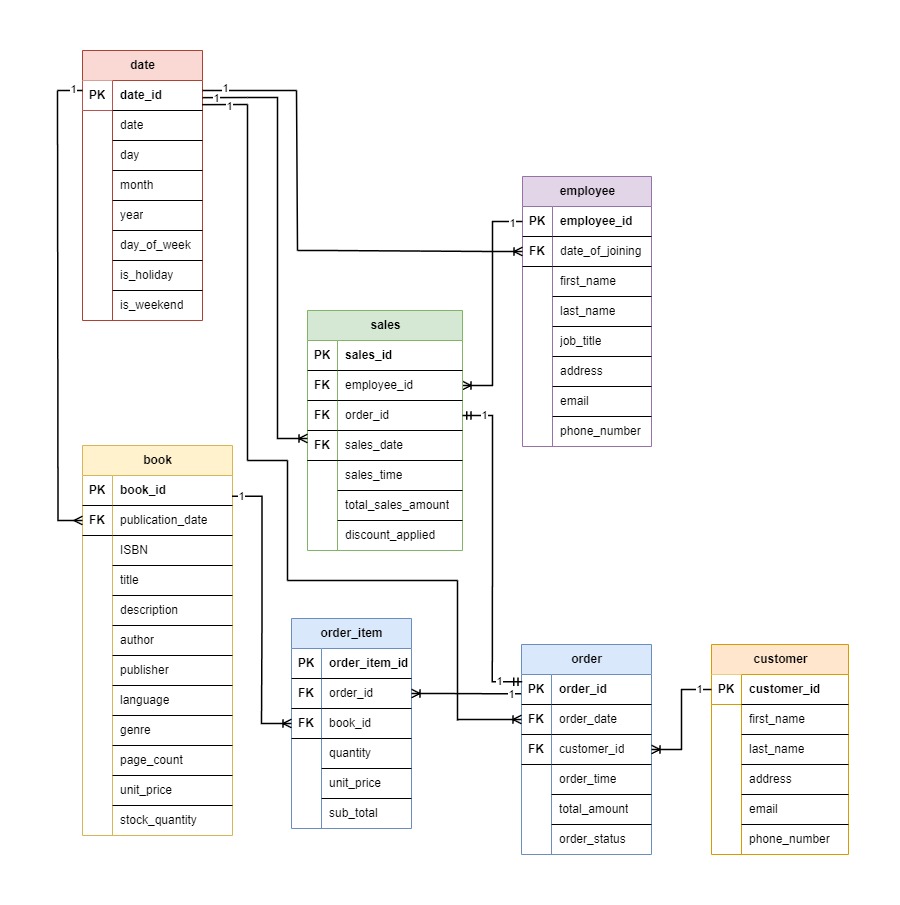 date
1
PK date_id
1
1
1
date
day
month
year
day_of_week
is_holiday
is_weekend
employee
1
PK employee_id
FK date_of_joining
first_name
last_name
job_title
address
email
phone_number
sales
PK sales_id
FK employee_id
FK order_id
1
FK sales_date
sales_time
total_sales_amount
discount_applied
book
PK book_id
1
FK publication_date
ISBN
title
description
author
publisher
language
genre
page_count
unit_price
stock_quantity
order_item
PK order_item_id
FK order_id
FK book_id
quantity
unit_price
sub_total
order
1
PK order_id
1
FK order_date
FK customer_id
order_time
total_amount
order_status
customer
1
PK customer_id
first_name
last_name
address
email
phone_number